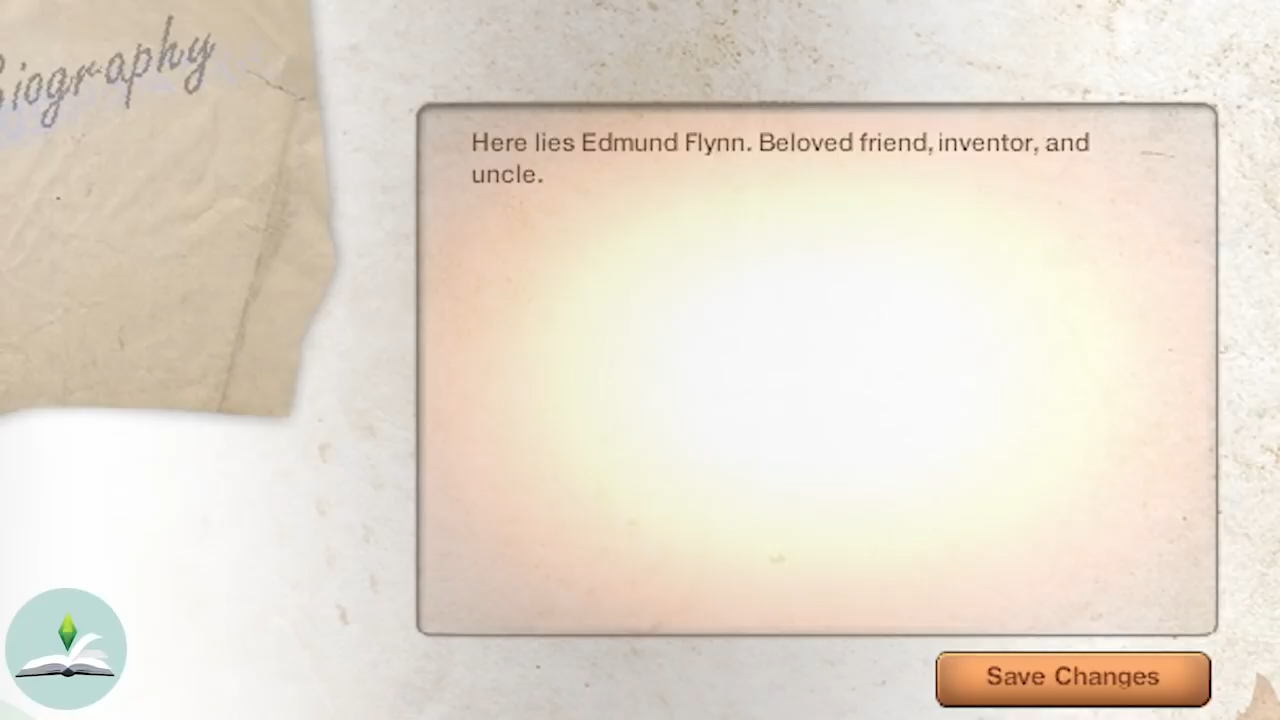 Biography
Here lies Edmund Flynn. Beloved friend, inventor, and
uncle.
Save Changes